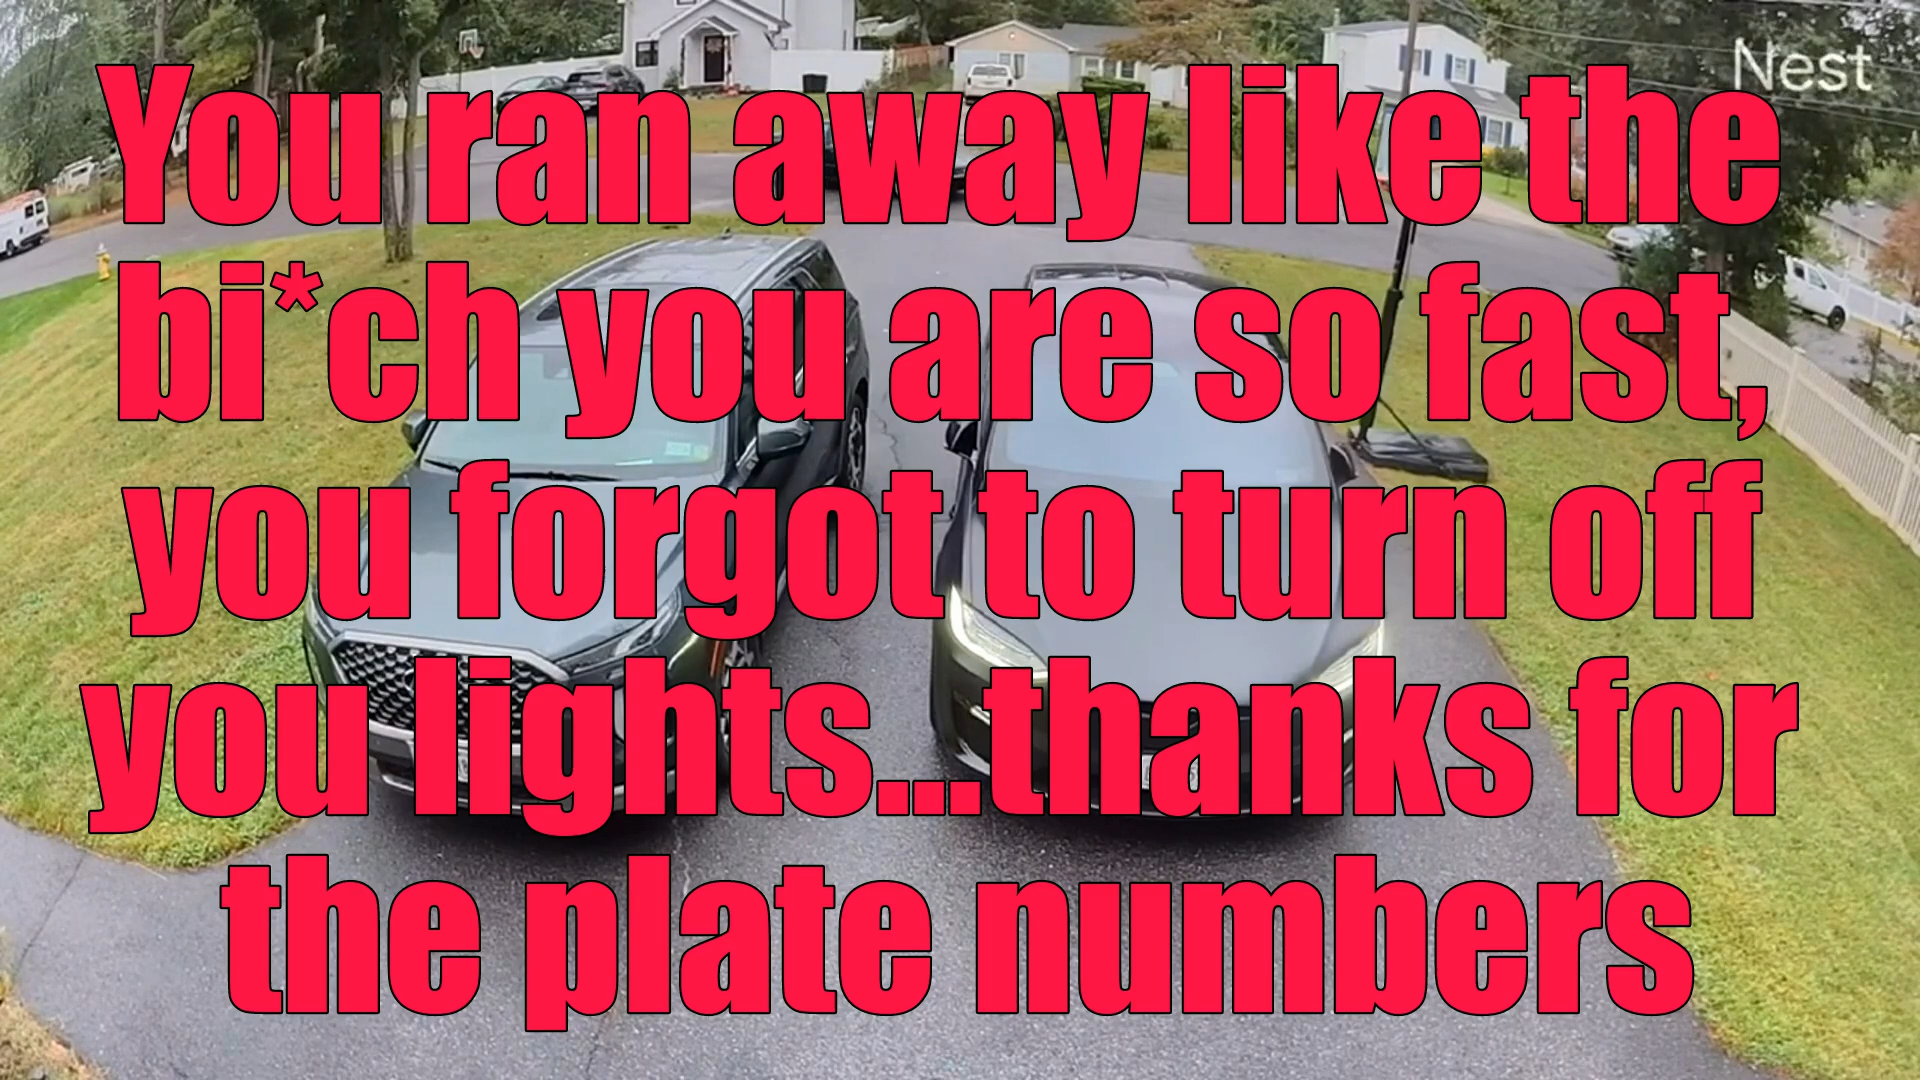 Nest
You ran away like the
bi*ch you are so fast,
you forgot to turn off
you lights...thanks for
the plate numbers